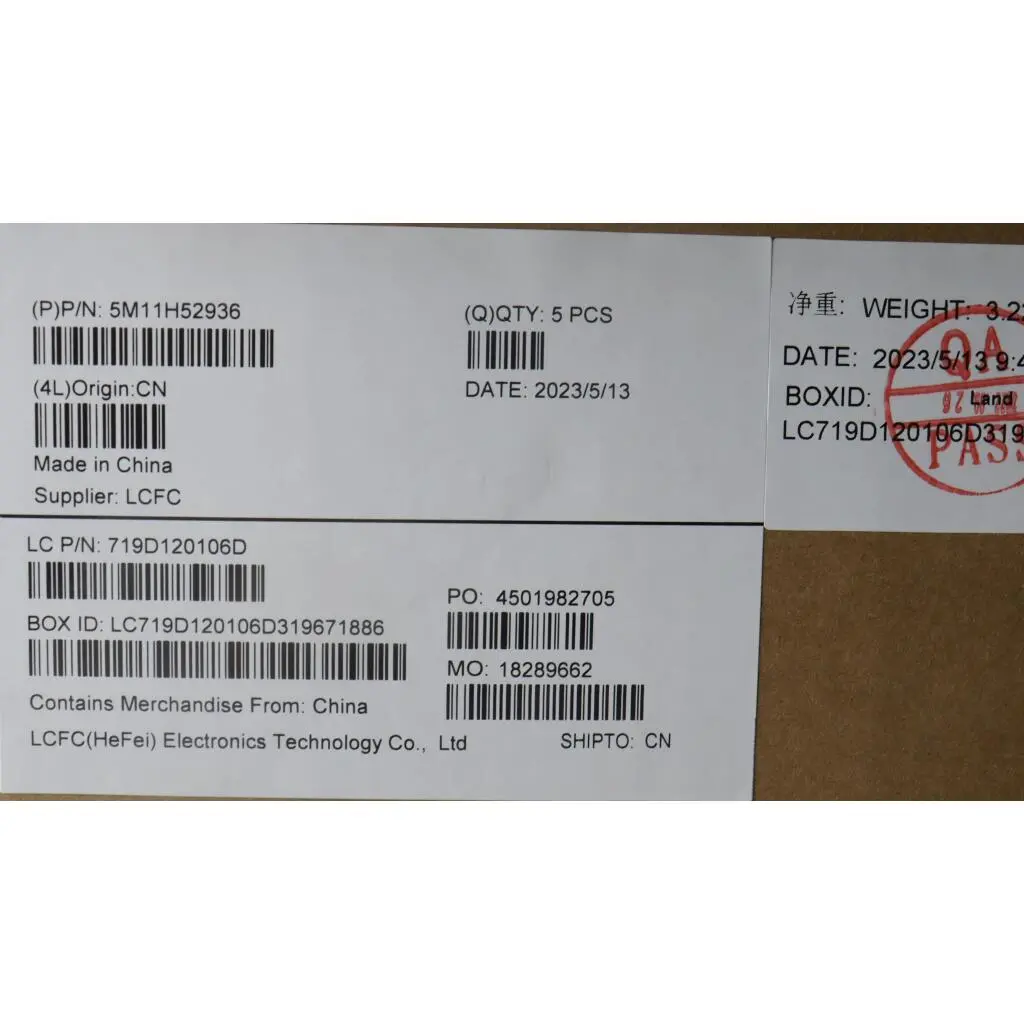 (P)P/N: 5M11H52936
(Q)QTY: 5 PCS
(4L)Origin:CN
DATE: 2023/5/13
Made in China
Supplier: LCFC
LC P/N: 719D120106D
PO: 4501982705
BOX ID: LC719D120106D319671886
MO: 18289662
Contains Merchandise From: China
LCFC(HeFei) Electronics Technology Co., Ltd
SHIPTO: CN
净重: WEIGHT: 3.23
DATE: 2023/5/13 9:4
BOXID:
LC719D120106D319
QA
Land
PASS